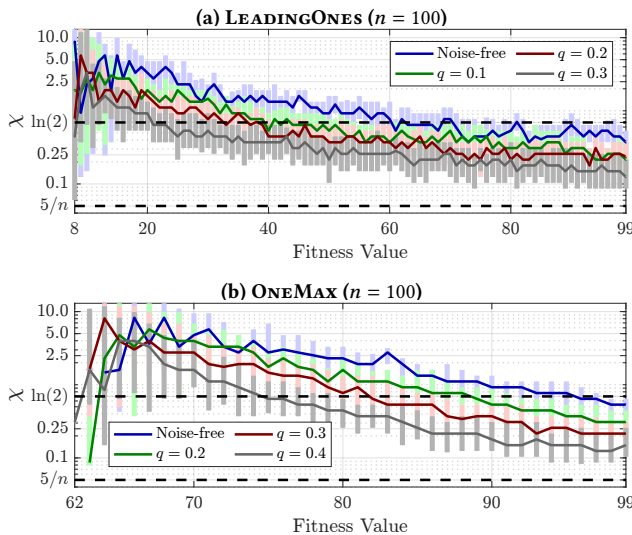 (a) LEADINGONES (n = 100)
10.0
5.0
2.5
ln(2)
0.25
0.1
5/n
χ
Noise-free
q = 0.1
q = 0.2
q = 0.3
8
20
40
60
80
99
Fitness Value
(b) ONEMAX (n = 100)
10.0
5.0
2.5
ln(2)
0.25
0.1
5/n
χ
Noise-free
q = 0.2
q = 0.3
q = 0.4
62
70
80
90
99
Fitness Value